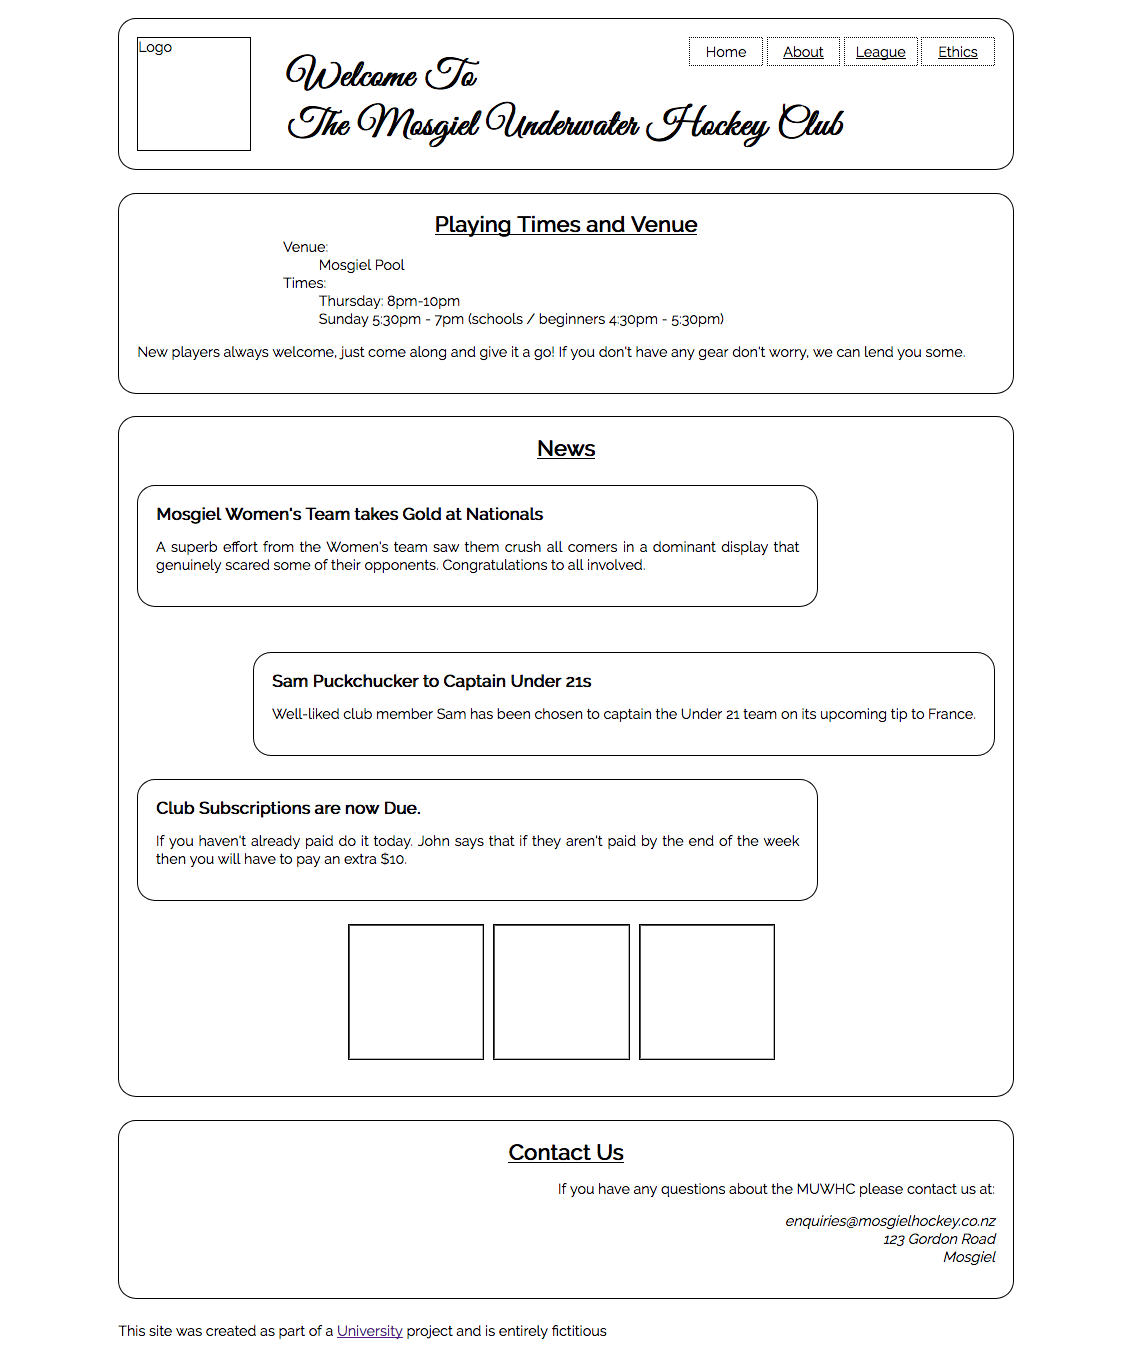 Logo
Home About League Ethics
Welcome To
The Mosgiel Underwater Hockey Club
Playing Times and Venue
Venue:
Mosgiel Pool
Times:
Thursday: 8pm-10pm
Sunday 5:30pm - 7pm (schools / beginners 4:30pm - 5:30pm)
New players always welcome, just come along and give it a go! If you don't have any gear don't worry, we can lend you some.
News
Mosgiel Women's Team takes Gold at Nationals
A superb effort from the Women's team saw them crush all comers in a dominant display that
genuinely scared some of their opponents. Congratulations to all involved.
Sam Puckchucker to Captain Under 21s
Well-liked club member Sam has been chosen to captain the Under 21 team on its upcoming tip to France.
Club Subscriptions are now Due.
If you haven't already paid do it today. John says that if they aren't paid by the end of the week
then you will have to pay an extra $10.
Contact Us
If you have any questions about the MUWHC please contact us at:
enquiries@mosgielhockey.co.nz
123 Gordon Road
Mosgiel
This site was created as part of a University project and is entirely fictitious